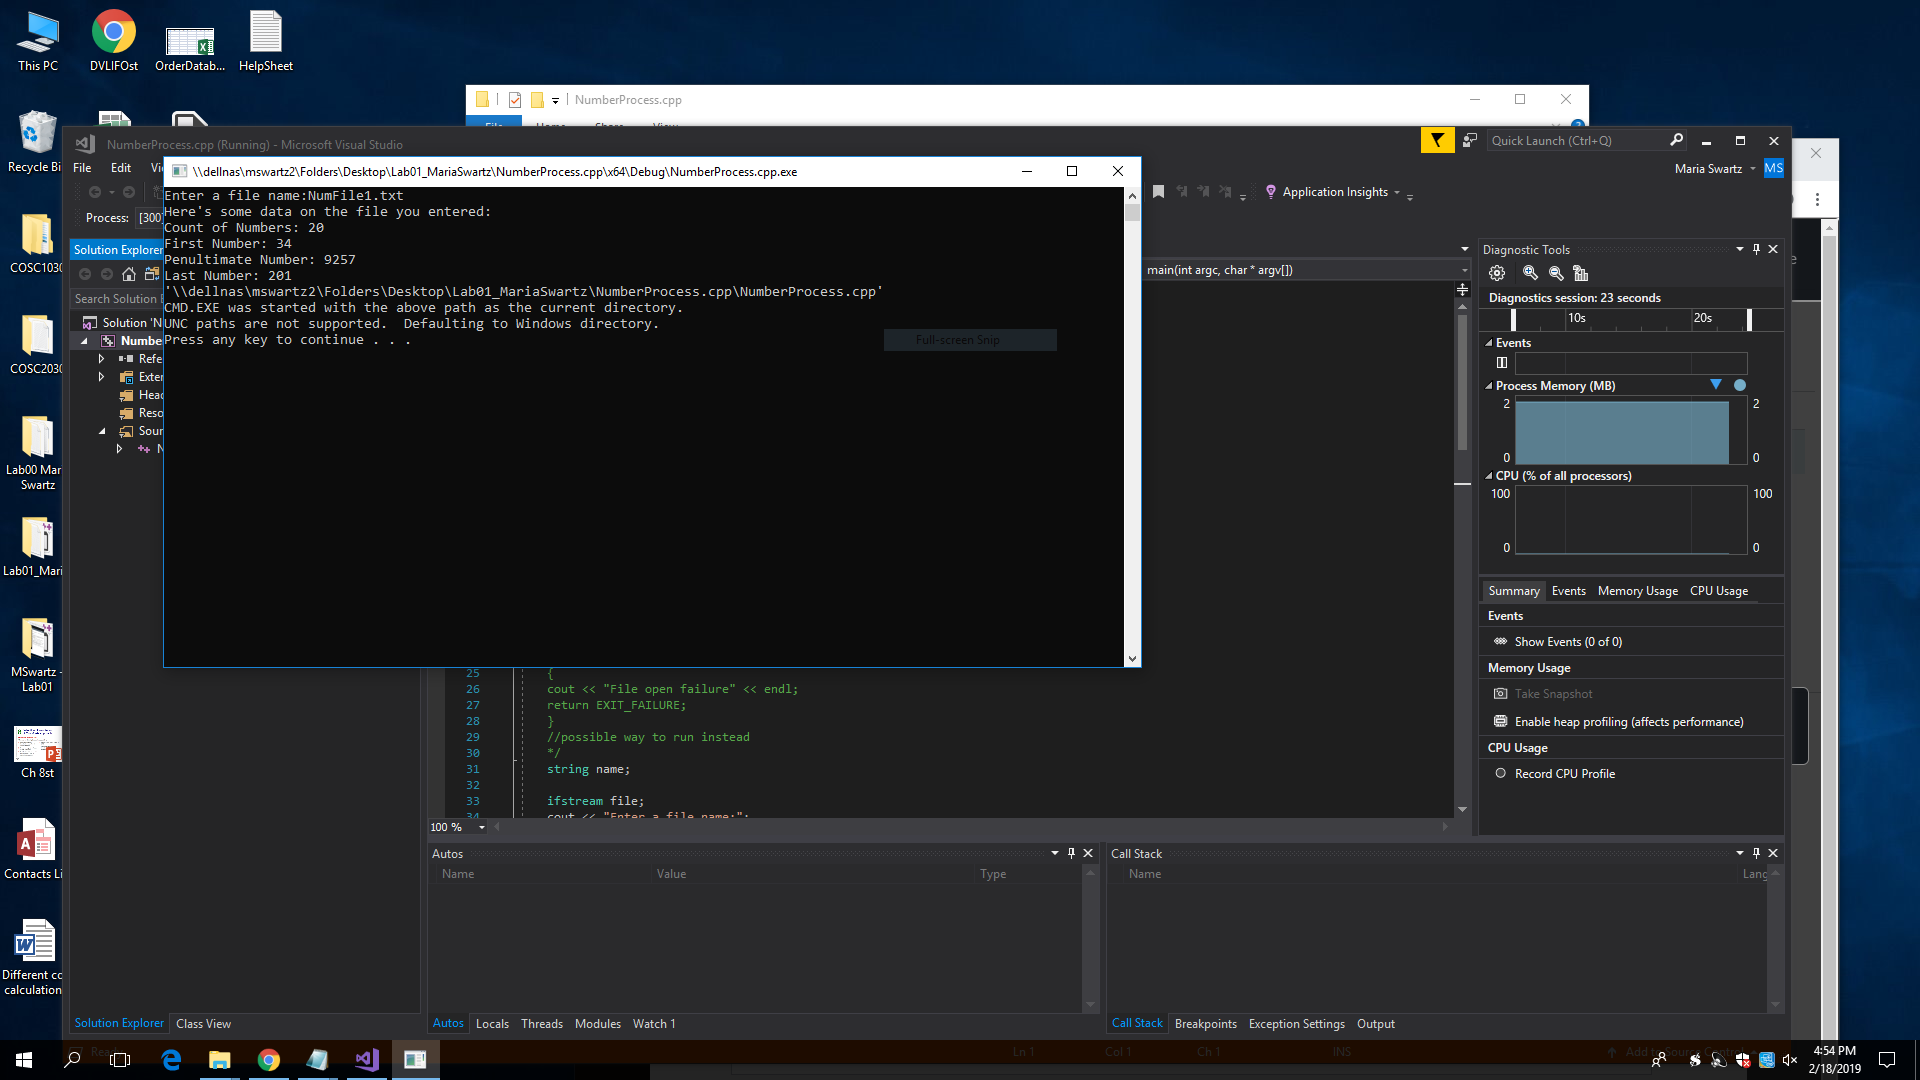 This PC
DVLIFOst
OrderDatab...
HelpSheet
NumberProcess.cpp
Recycle Bi
NumberProcess.cpp (Running) - Microsoft Visual Studio
Quick Launch (Ctrl+Q)
File Edit
Maria Swartz MS
\\dellnas\mswartz2\Folders\Desktop\Lab01_MariaSwartz\NumberProcess.cpp\x64\Debug\NumberProcess.cpp.exe
Application Insights
Process: [300
Enter a file name:NumFile1.txt
Here's some data on the file you entered:
Count of Numbers: 20
First Number: 34
Penultimate Number: 9257
Last Number: 201
'\\dellnas\mswartz2\Folders\Desktop\Lab01_MariaSwartz\NumberProcess.cpp\NumberProcess.cpp'
CMD.EXE was started with the above path as the current directory.
UNC paths are not supported.  Defaulting to Windows directory.
Press any key to continue . . .
Full-screen Snip
Solution Explorer
Search Solution
Solution 'N
Numbe
Refe
Exter
Head
Reso
Sour
N
COSC1030
COSC2030
Lab00 Mar
Swartz
Lab01_Mari
MSwartz -
Lab01
Ch 8st
Contacts Li
Different co
calculation
main(int argc, char * argv[])
25 {
26 cout << "File open failure" << endl;
27 return EXIT_FAILURE;
28 }
29 //possible way to run instead
30 */
31 string name;
32
33 ifstream file;
34 cout << "Enter a file name:";
100 %
Diagnostic Tools
Diagnostics session: 23 seconds
10s 20s
Events
Process Memory (MB)
2 2
0 0
CPU (% of all processors)
100 100
0 0
Summary Events Memory Usage CPU Usage
Events
Show Events (0 of 0)
Memory Usage
Take Snapshot
Enable heap profiling (affects performance)
CPU Usage
Record CPU Profile
Autos
Name Value Type
Call Stack
Name Lang
Solution Explorer Class View
Autos Locals Threads Modules Watch 1
Call Stack Breakpoints Exception Settings Output
Ln 1 Col 1 Ch 1 INS
4:54 PM
2/18/2019